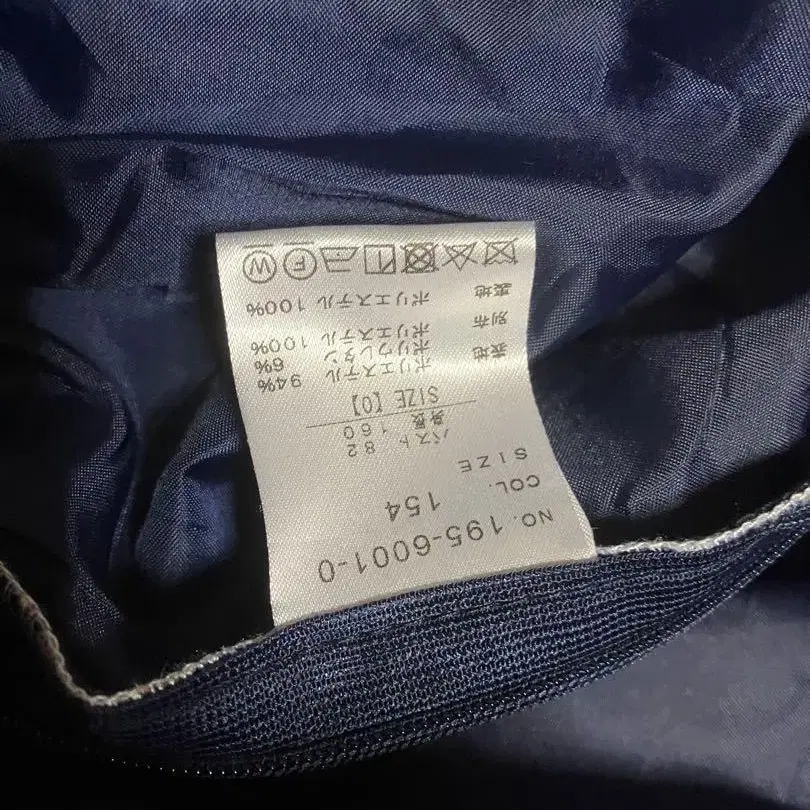 NO. 195-6001-0
COL. 154
SIZE
バスト 82
身長 160
SIZE [0]
表地 ポリエステル 94%
ポリウレタン 6%
別布 ポリエステル 100%
裏地 ポリエステル 100%
F W